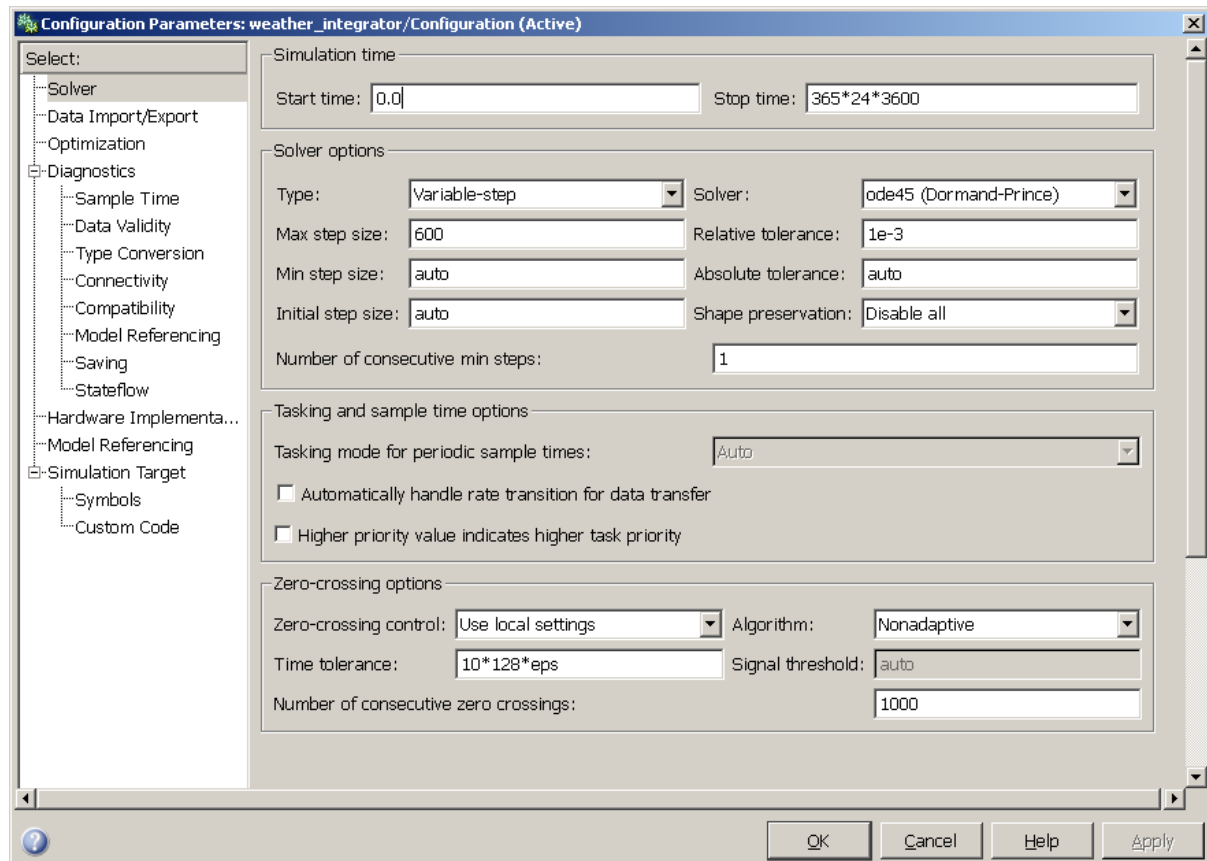 Configuration Parameters: weather_integrator/Configuration (Active)
Select:
Solver
Data Import/Export
Optimization
Diagnostics
Sample Time
Data Validity
Type Conversion
Connectivity
Compatibility
Model Referencing
Saving
Stateflow
Hardware Implementa...
Model Referencing
Simulation Target
Symbols
Custom Code
Simulation time
Start time: 0.0 Stop time: 365*24*3600
Solver options
Type: Variable-step Solver: ode45 (Dormand-Prince)
Max step size: 600 Relative tolerance: 1e-3
Min step size: auto Absolute tolerance: auto
Initial step size: auto Shape preservation: Disable all
Number of consecutive min steps: 1
Tasking and sample time options
Tasking mode for periodic sample times: Auto
Automatically handle rate transition for data transfer
Higher priority value indicates higher task priority
Zero-crossing options
Zero-crossing control: Use local settings Algorithm: Nonadaptive
Time tolerance: 10*128*eps Signal threshold: auto
Number of consecutive zero crossings: 1000
OK Cancel Help Apply